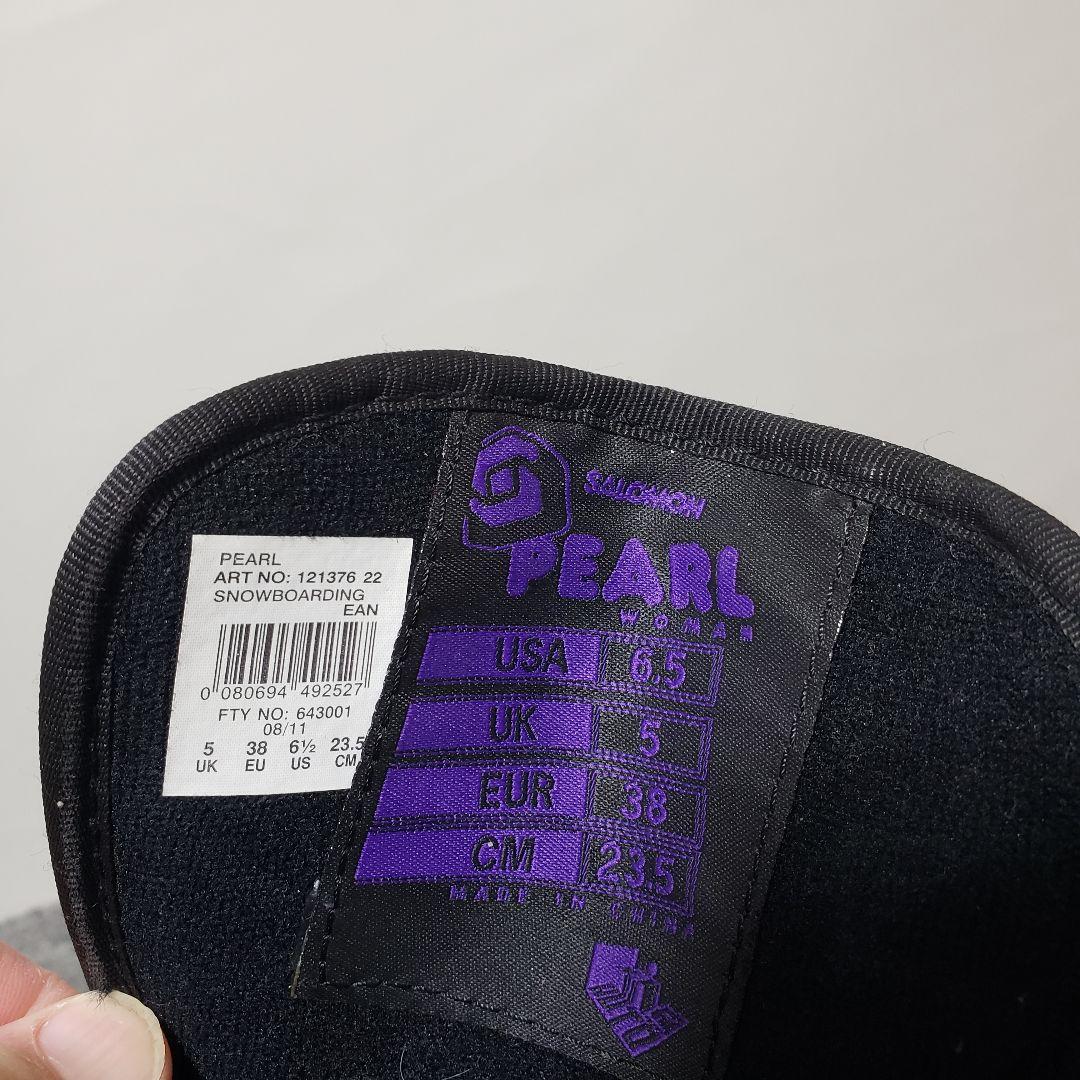 PEARL
ART NO: 121376 22
SNOWBOARDING
EAN
0 080694 492527
FTY NO: 643001
08/11
5 38 6½ 23.5
UK EU US CM
SALOMON
PEARL
WOMAN
USA 6.5
UK 5
EUR 38
CM 23.5
MADE IN CHINA